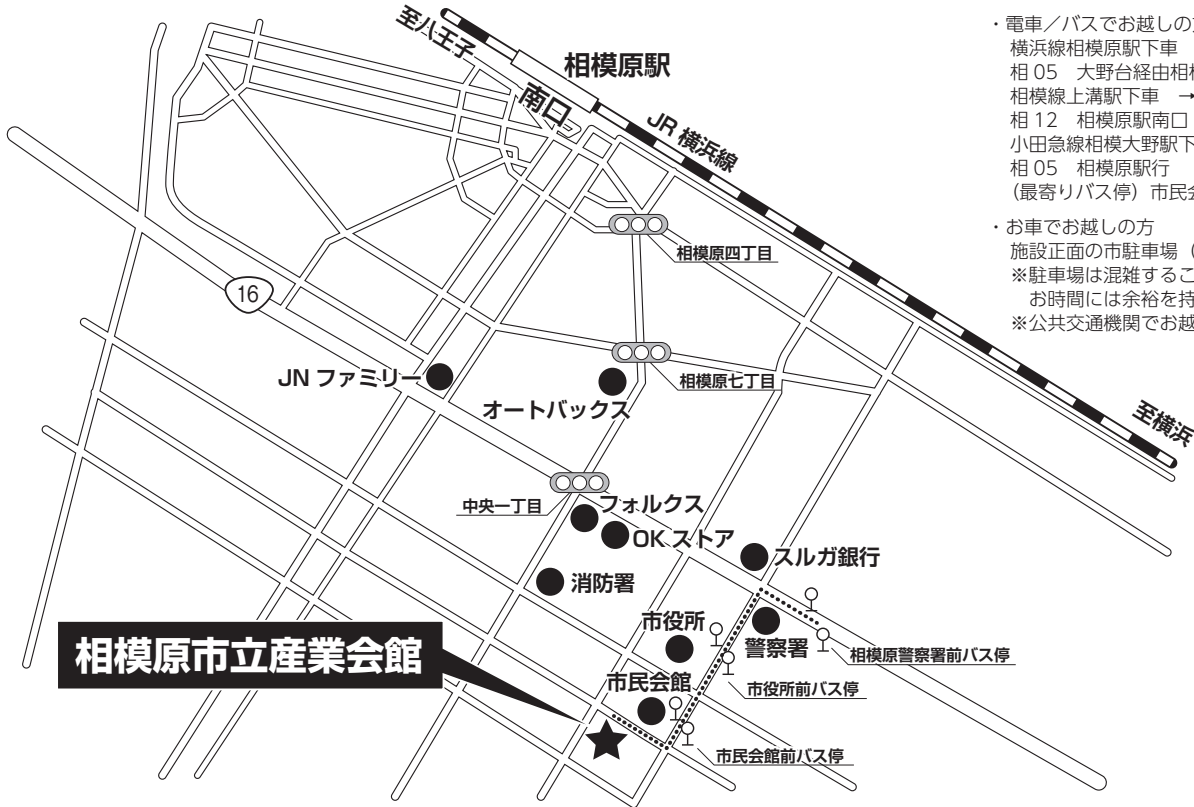 至八王子
相模原駅
南口
JR 横浜線
至横浜
相模原四丁目
16
相模原七丁目
JN ファミリー
オートバックス
中央一丁目
フォルクス
OK ストア
スルガ銀行
消防署
市役所
警察署
相模原警察署前バス停
相模原市立産業会館
市民会館
市役所前バス停
市民会館前バス停
・電車／バスでお越しの
横浜線相模原駅下車
相 05　大野台経由相
相模線上溝駅下車　→
相 12　相模原駅南口
小田急線相模大野駅下
相 05　相模原駅行
（最寄りバス停）市民
・お車でお越しの方
施設正面の市駐車場（
※駐車場は混雑するこ
お時間には余裕を持
※公共交通機関でお越